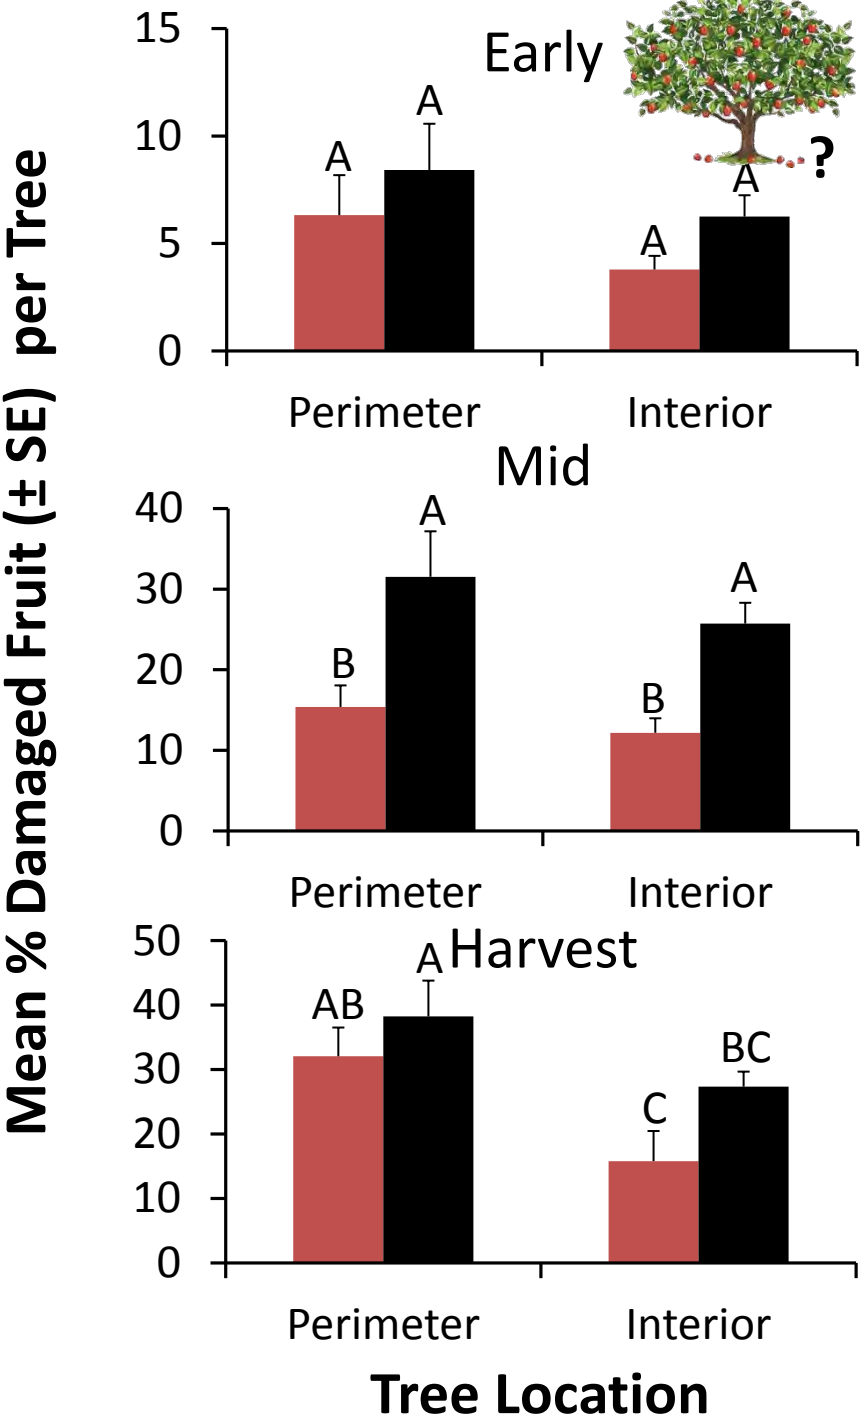 Mean % Damaged Fruit (± SE) per Tree
Early
15
10
5
0
A
A
A
A
?
Perimeter
Interior
Mid
40
30
20
10
0
B
A
B
A
Perimeter
Interior
Harvest
50
40
30
20
10
0
AB
A
C
BC
Perimeter
Interior
Tree Location